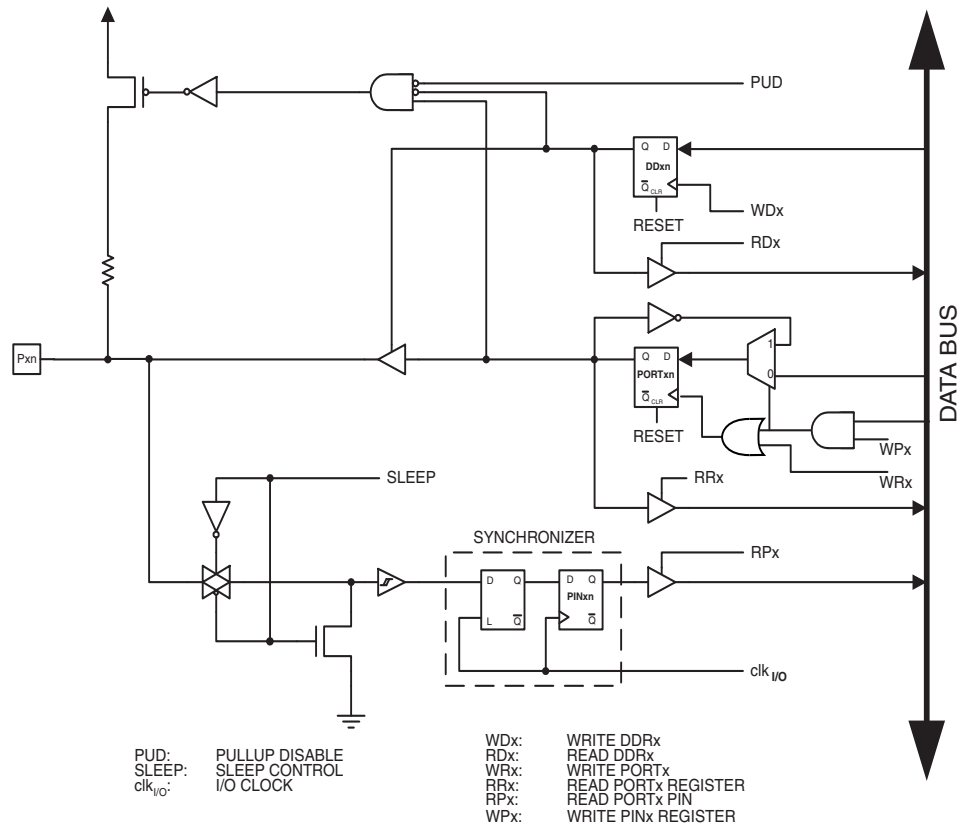 PUD
Q D
DDxn
Q CLR
WDx
RESET
RDx
Pxn
1
Q D
PORTxn
0
Q CLR
RESET
WPx
WRx
DATA BUS
SLEEP
RRx
SYNCHRONIZER
RPx
D Q
L Q
D Q
PINxn
Q
clk I/O
PUD: PULLUP DISABLE
SLEEP: SLEEP CONTROL
clkI/O: I/O CLOCK
WDx: WRITE DDRx
RDx: READ DDRx
WRx: WRITE PORTx
RRx: READ PORTx REGISTER
RPx: READ PORTx PIN
WPx: WRITE PINx REGISTER